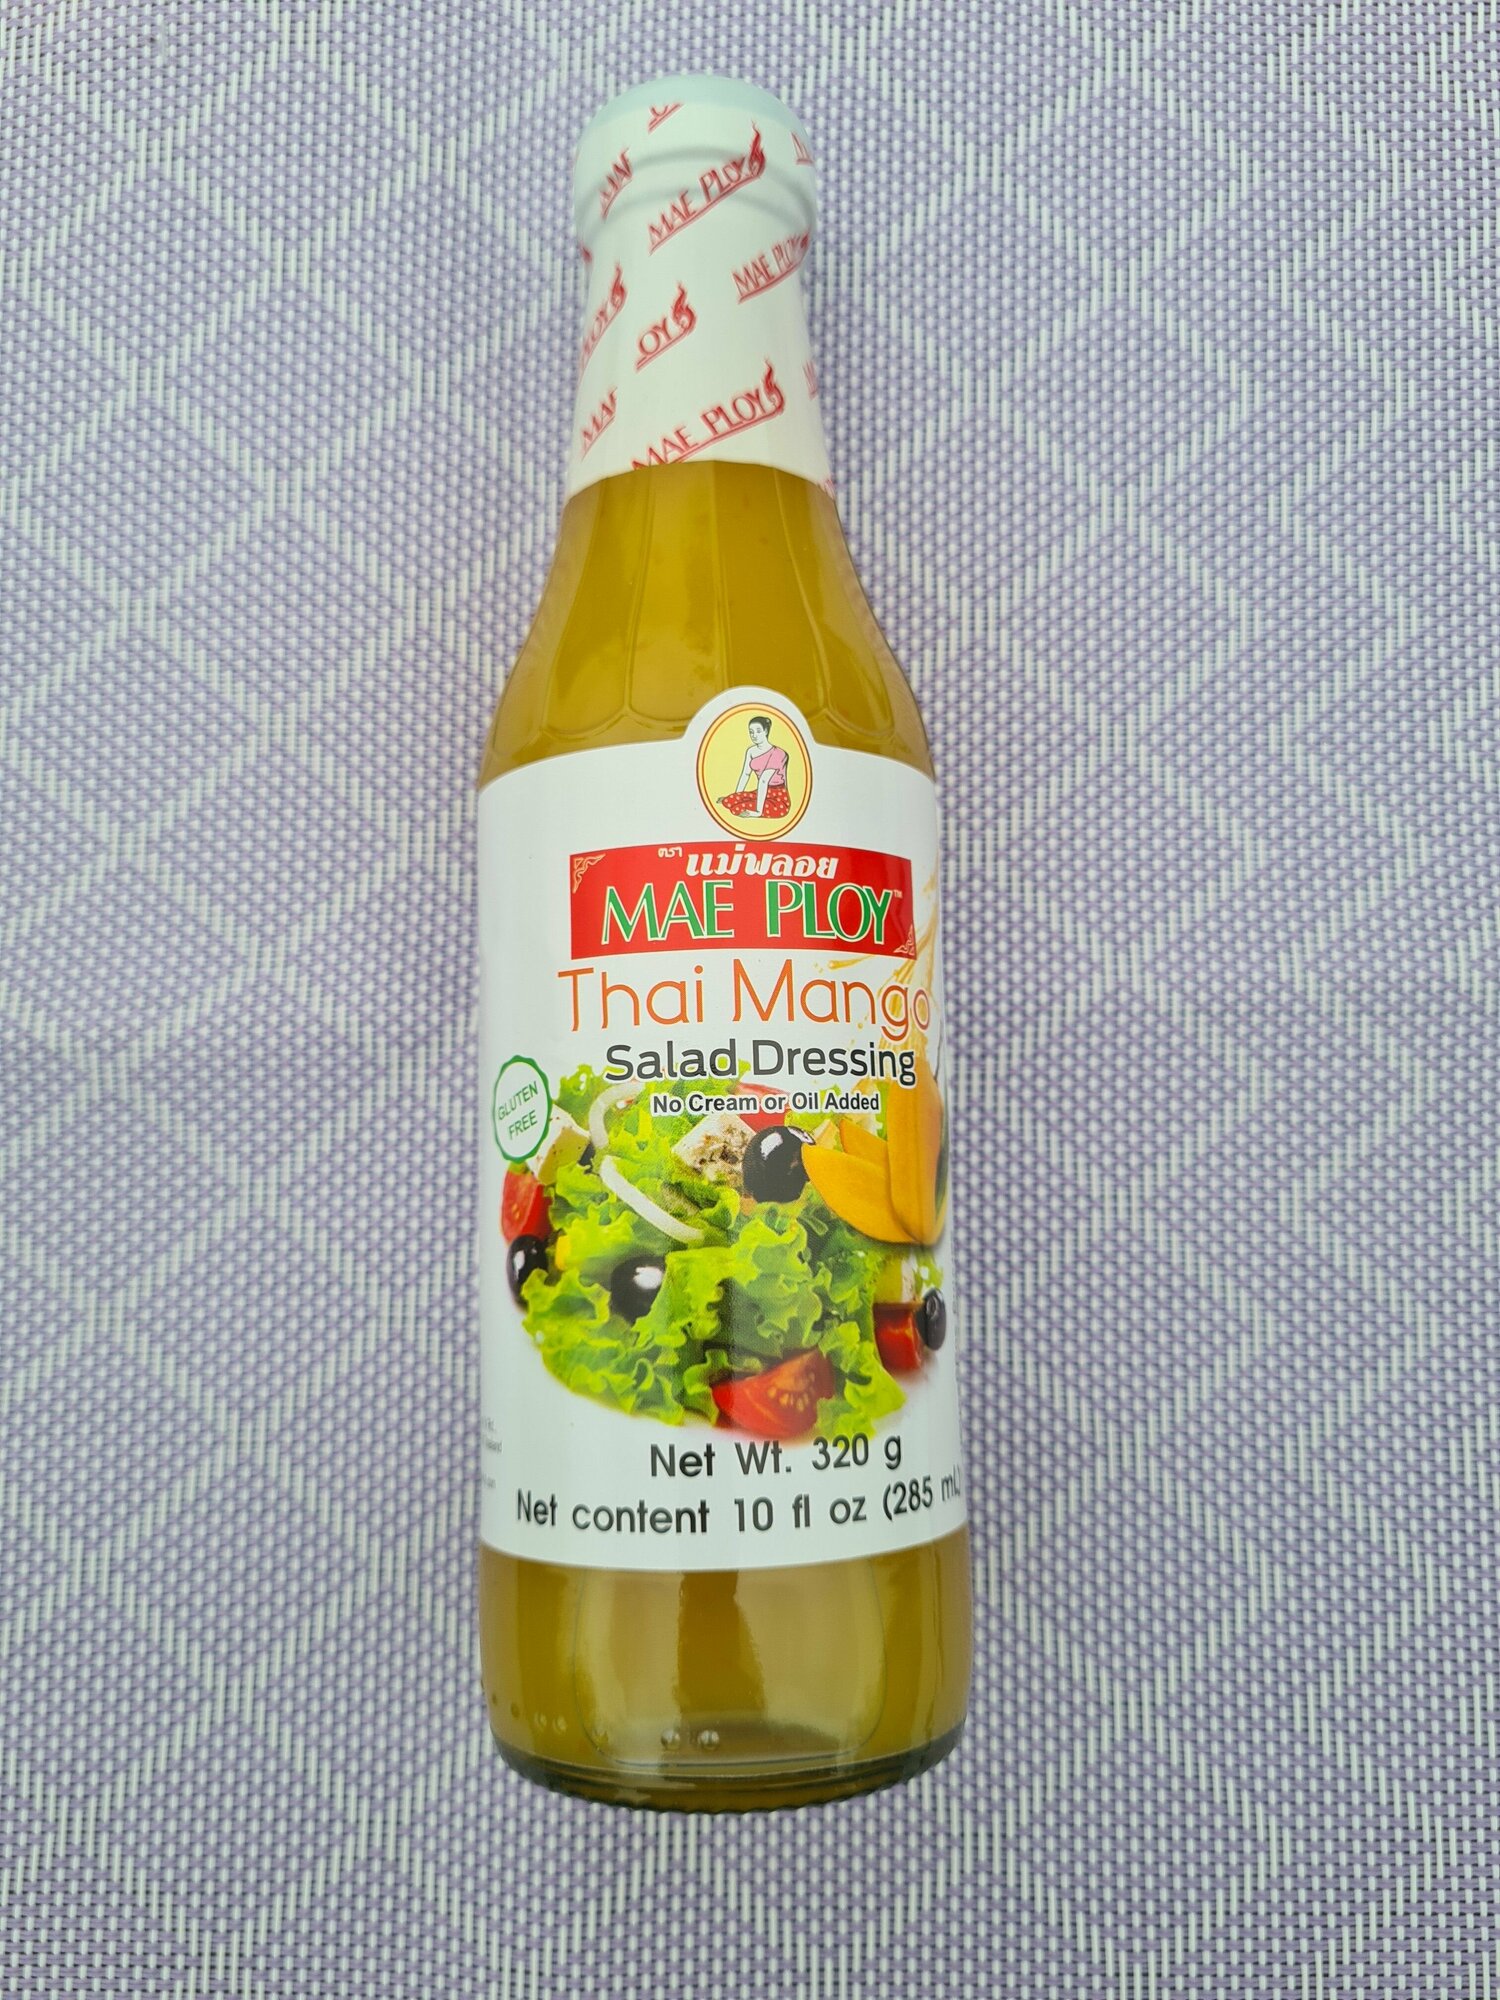 MAE PLOY
MAE PLOY
OY
MAE PLOY
ตรา แม่พลอย
MAE PLOY™
Thai Mango
Salad Dressing
No Cream or Oil Added
GLUTEN
FREE
Net Wt. 320 g
Net content 10 fl oz (285 mL)